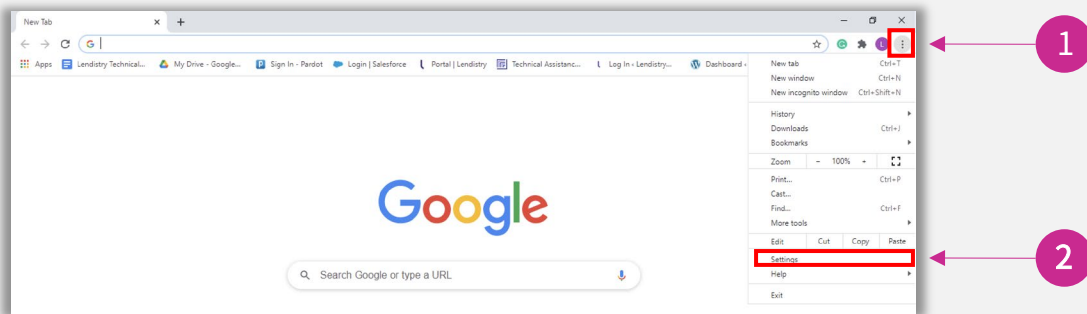 New Tab
G
L
Apps Lendistry Technical... My Drive - Google... Sign In - Pardot Login | Salesforce Portal | Lendistry Technical Assistanc... Log In ‹ Lendistry... Dashboard ‹
New tab Ctrl+T
New window Ctrl+N
New incognito window Ctrl+Shift+N
History
Downloads Ctrl+J
Bookmarks
Zoom - 100% +
Print... Ctrl+P
Cast...
Find... Ctrl+F
More tools
Edit Cut Copy Paste
Settings
Help
Exit
Google
Search Google or type a URL
1
2